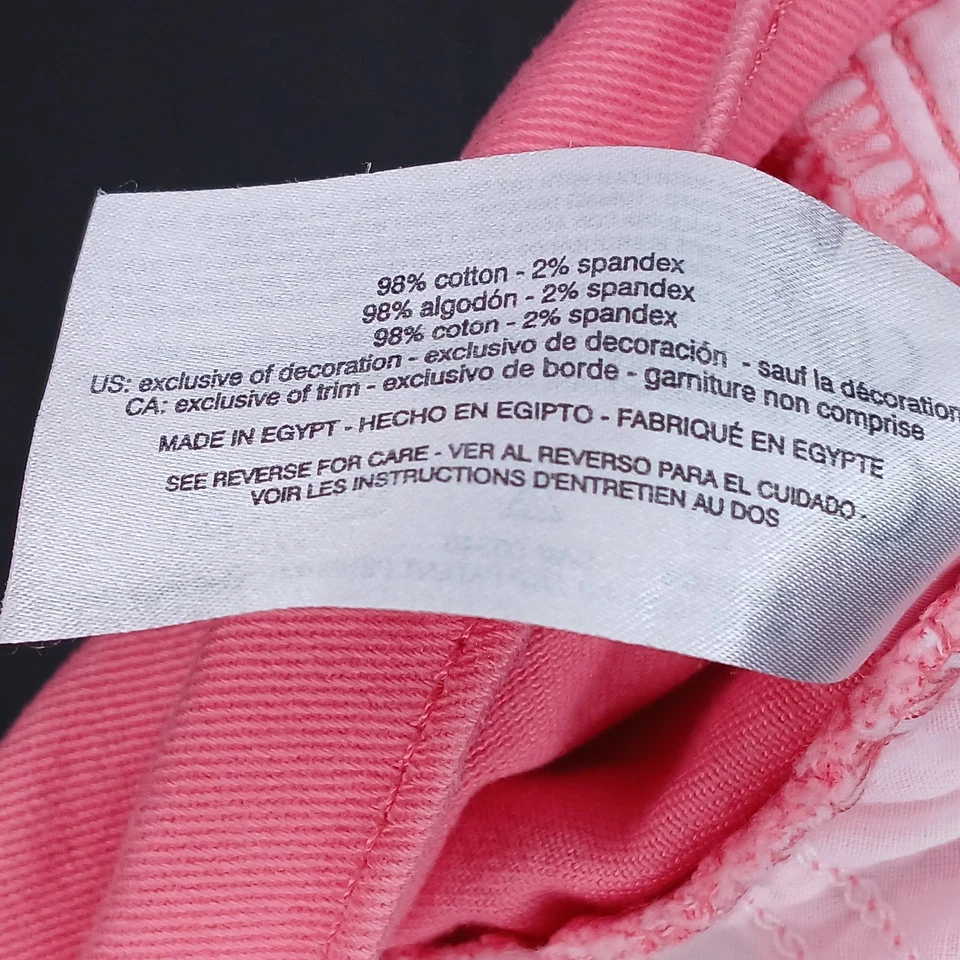 98% cotton - 2% spandex
98% algodón - 2% spandex
98% coton - 2% spandex
US: exclusive of decoration - exclusivo de decoración - sauf la décoration
CA: exclusive of trim - exclusivo de borde - garniture non comprise
MADE IN EGYPT - HECHO EN EGIPTO - FABRIQUÉ EN EGYPTE
SEE REVERSE FOR CARE - VER AL REVERSO PARA EL CUIDADO -
VOIR LES INSTRUCTIONS D'ENTRETIEN AU DOS